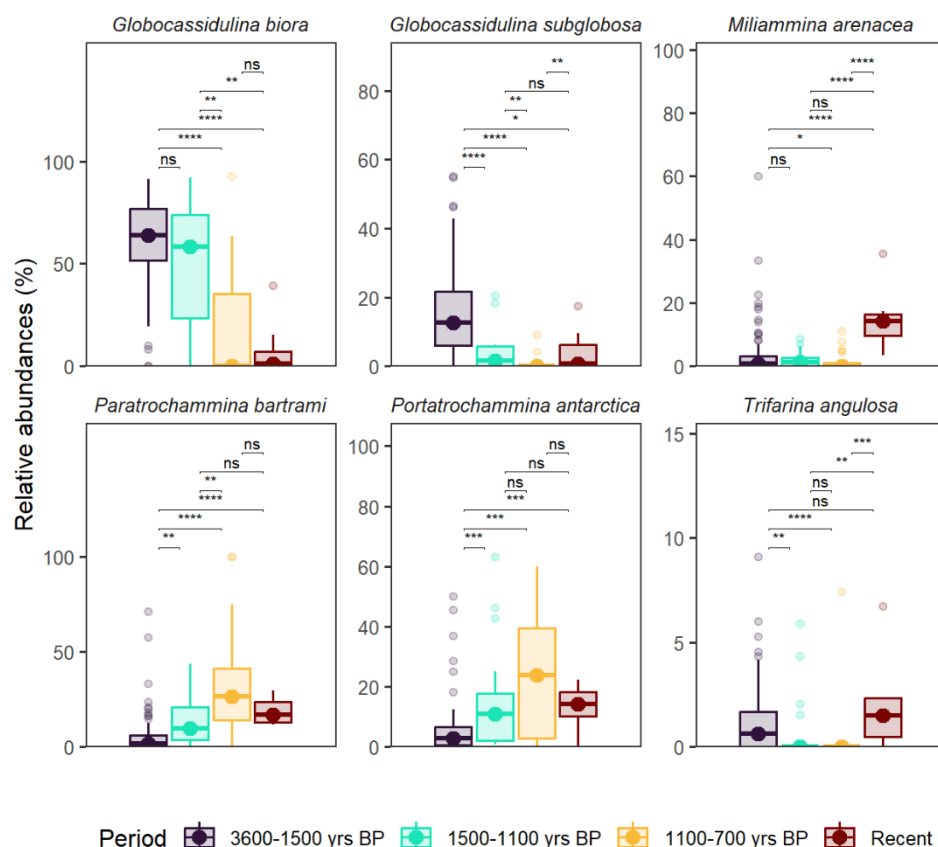 Globocassidulina biora
Globocassidulina subglobosa
Miliammina arenacea
ns
**
**
****
****
ns
0
50
100
**
ns
**
*
****
****
0
20
40
60
80
****
****
ns
****
*
ns
0
20
40
60
80
100
Relative abundances (%)
Paratrochammina bartrami
Portatrochammina antarctica
Trifarina angulosa
ns
ns
**
****
****
**
0
50
100
ns
ns
ns
***
***
***
0
20
40
60
80
100
***
**
ns
ns
****
**
0
5
10
15
Period
3600-1500 yrs BP
1500-1100 yrs BP
1100-700 yrs BP
Recent